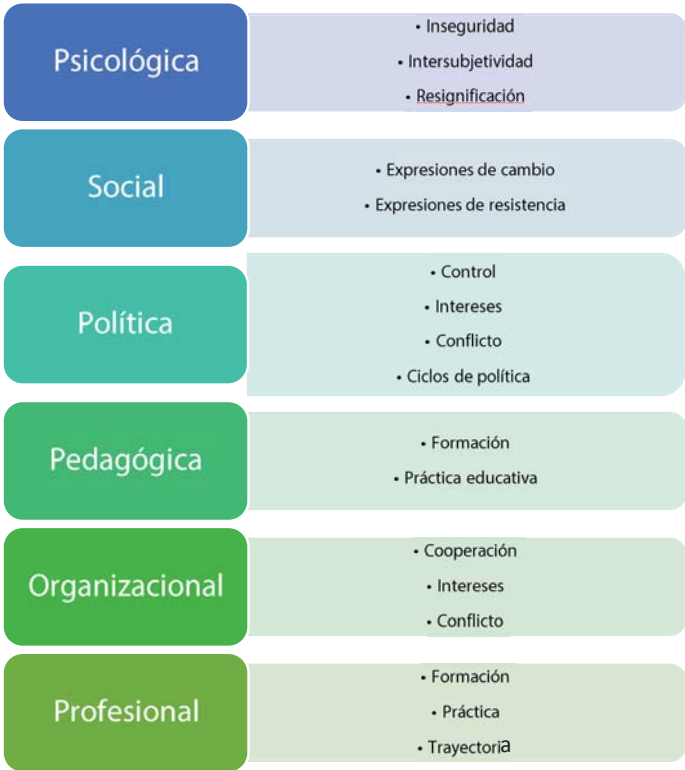 Psicológica
• Inseguridad
• Intersubjetividad
• Resignificación
Social
• Expresiones de cambio
• Expresiones de resistencia
Política
• Control
• Intereses
• Conflicto
• Ciclos de política
Pedagógica
• Formación
• Práctica educativa
Organizacional
• Cooperación
• Intereses
• Conflicto
Profesional
• Formación
• Práctica
• Trayectoria